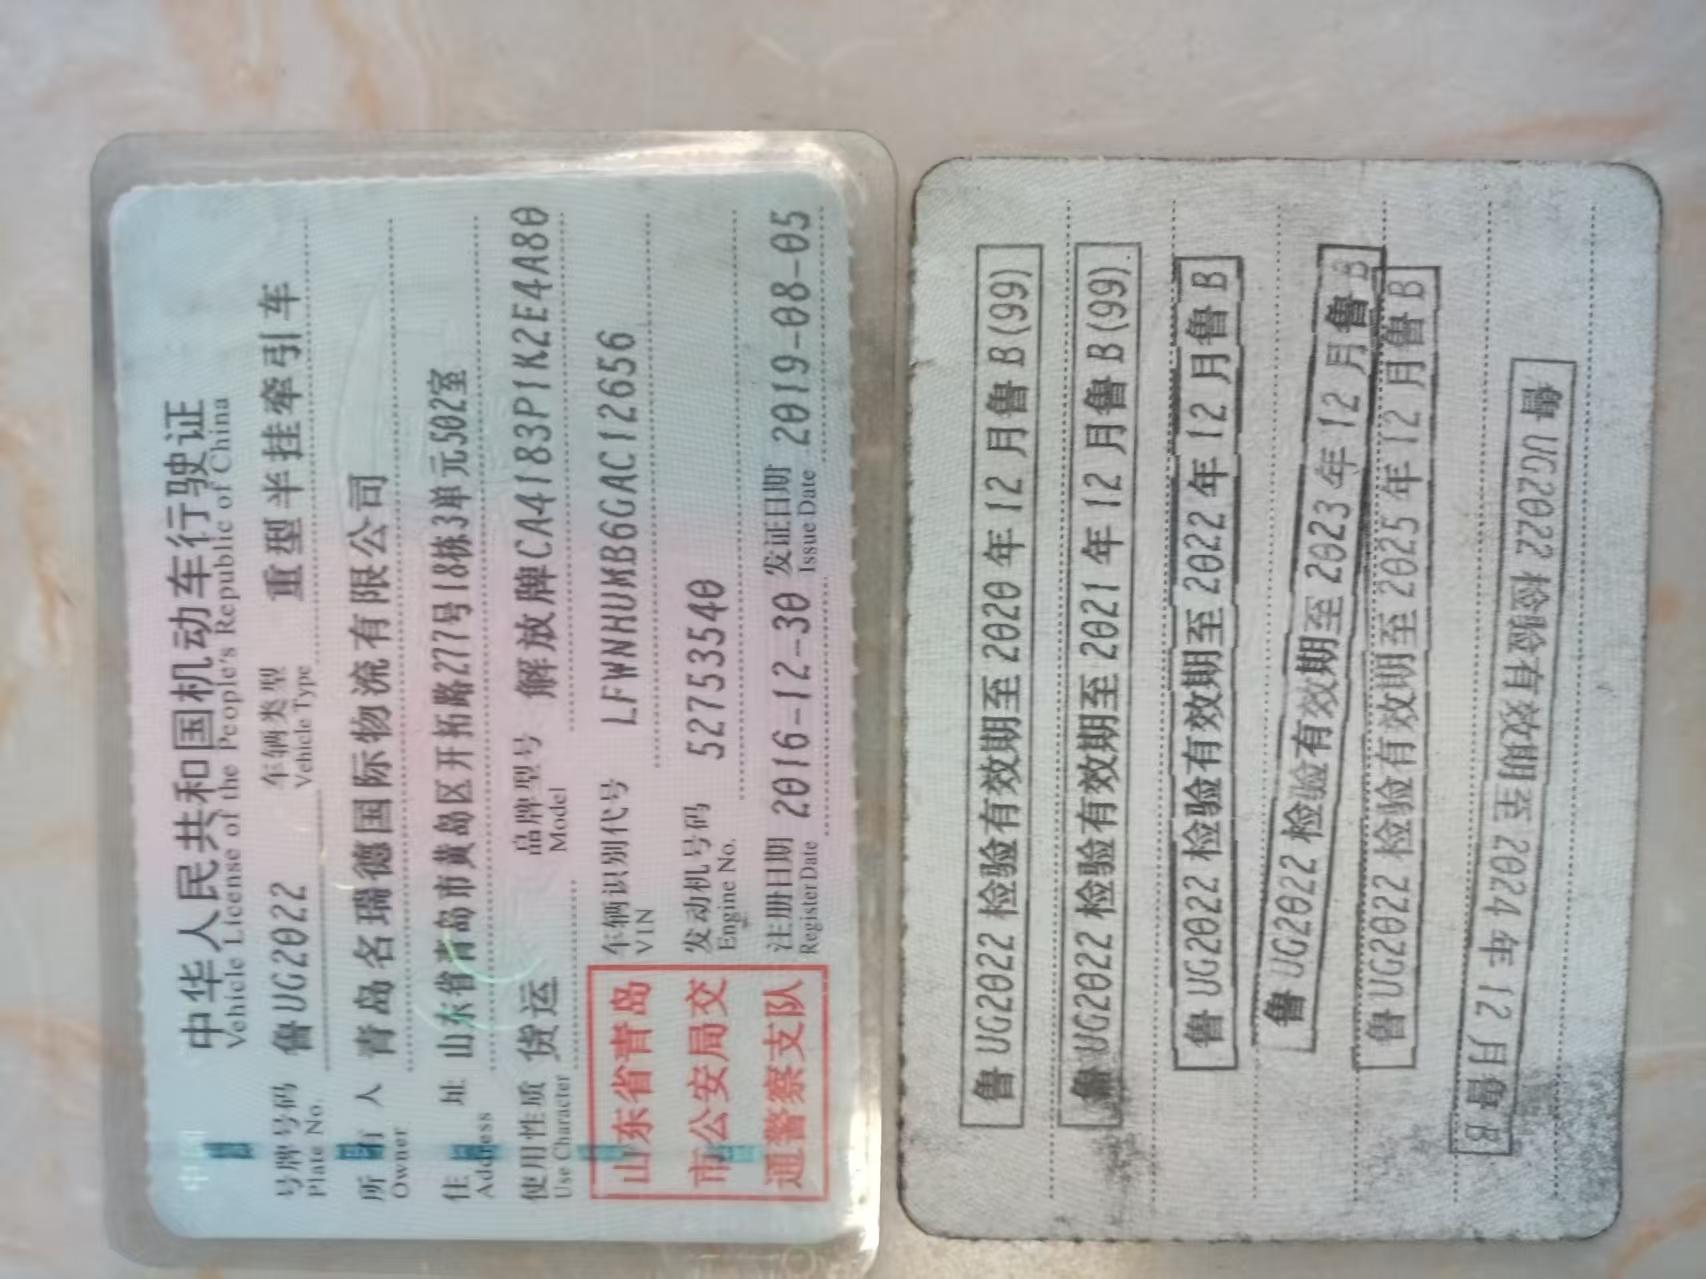 中华人民共和国机动车行驶证
Vehicle License of the People's Republic of China
号牌号码 鲁UG2022 车辆类型 重型半挂牵引车
Plate No. Vehicle Type
所有人 青岛名瑞德国际物流有限公司
Owner
住址 山东省青岛市黄岛区开拓路277号18栋3单元502室
Address
使用性质 货运 品牌型号 解放牌CA4183P1K2E4A80
Use Character Model
山东省青岛
市公安局交
通警察支队
车辆识别代号 LFWNHUMB6GAC12656
VIN
发动机号码 52753540
Engine No.
注册日期 2016-12-30 发证日期 2019-08-05
Register Date Issue Date
鲁UG2022检验有效期至2020年12月鲁B(99)
鲁UG2022检验有效期至2021年12月鲁B(99)
鲁UG2022检验有效期至2022年12月鲁B
鲁UG2022检验有效期至2023年12月鲁B
鲁UG2022检验有效期至2025年12月鲁B
鲁UG2022检验有效期至2024年12月鲁B